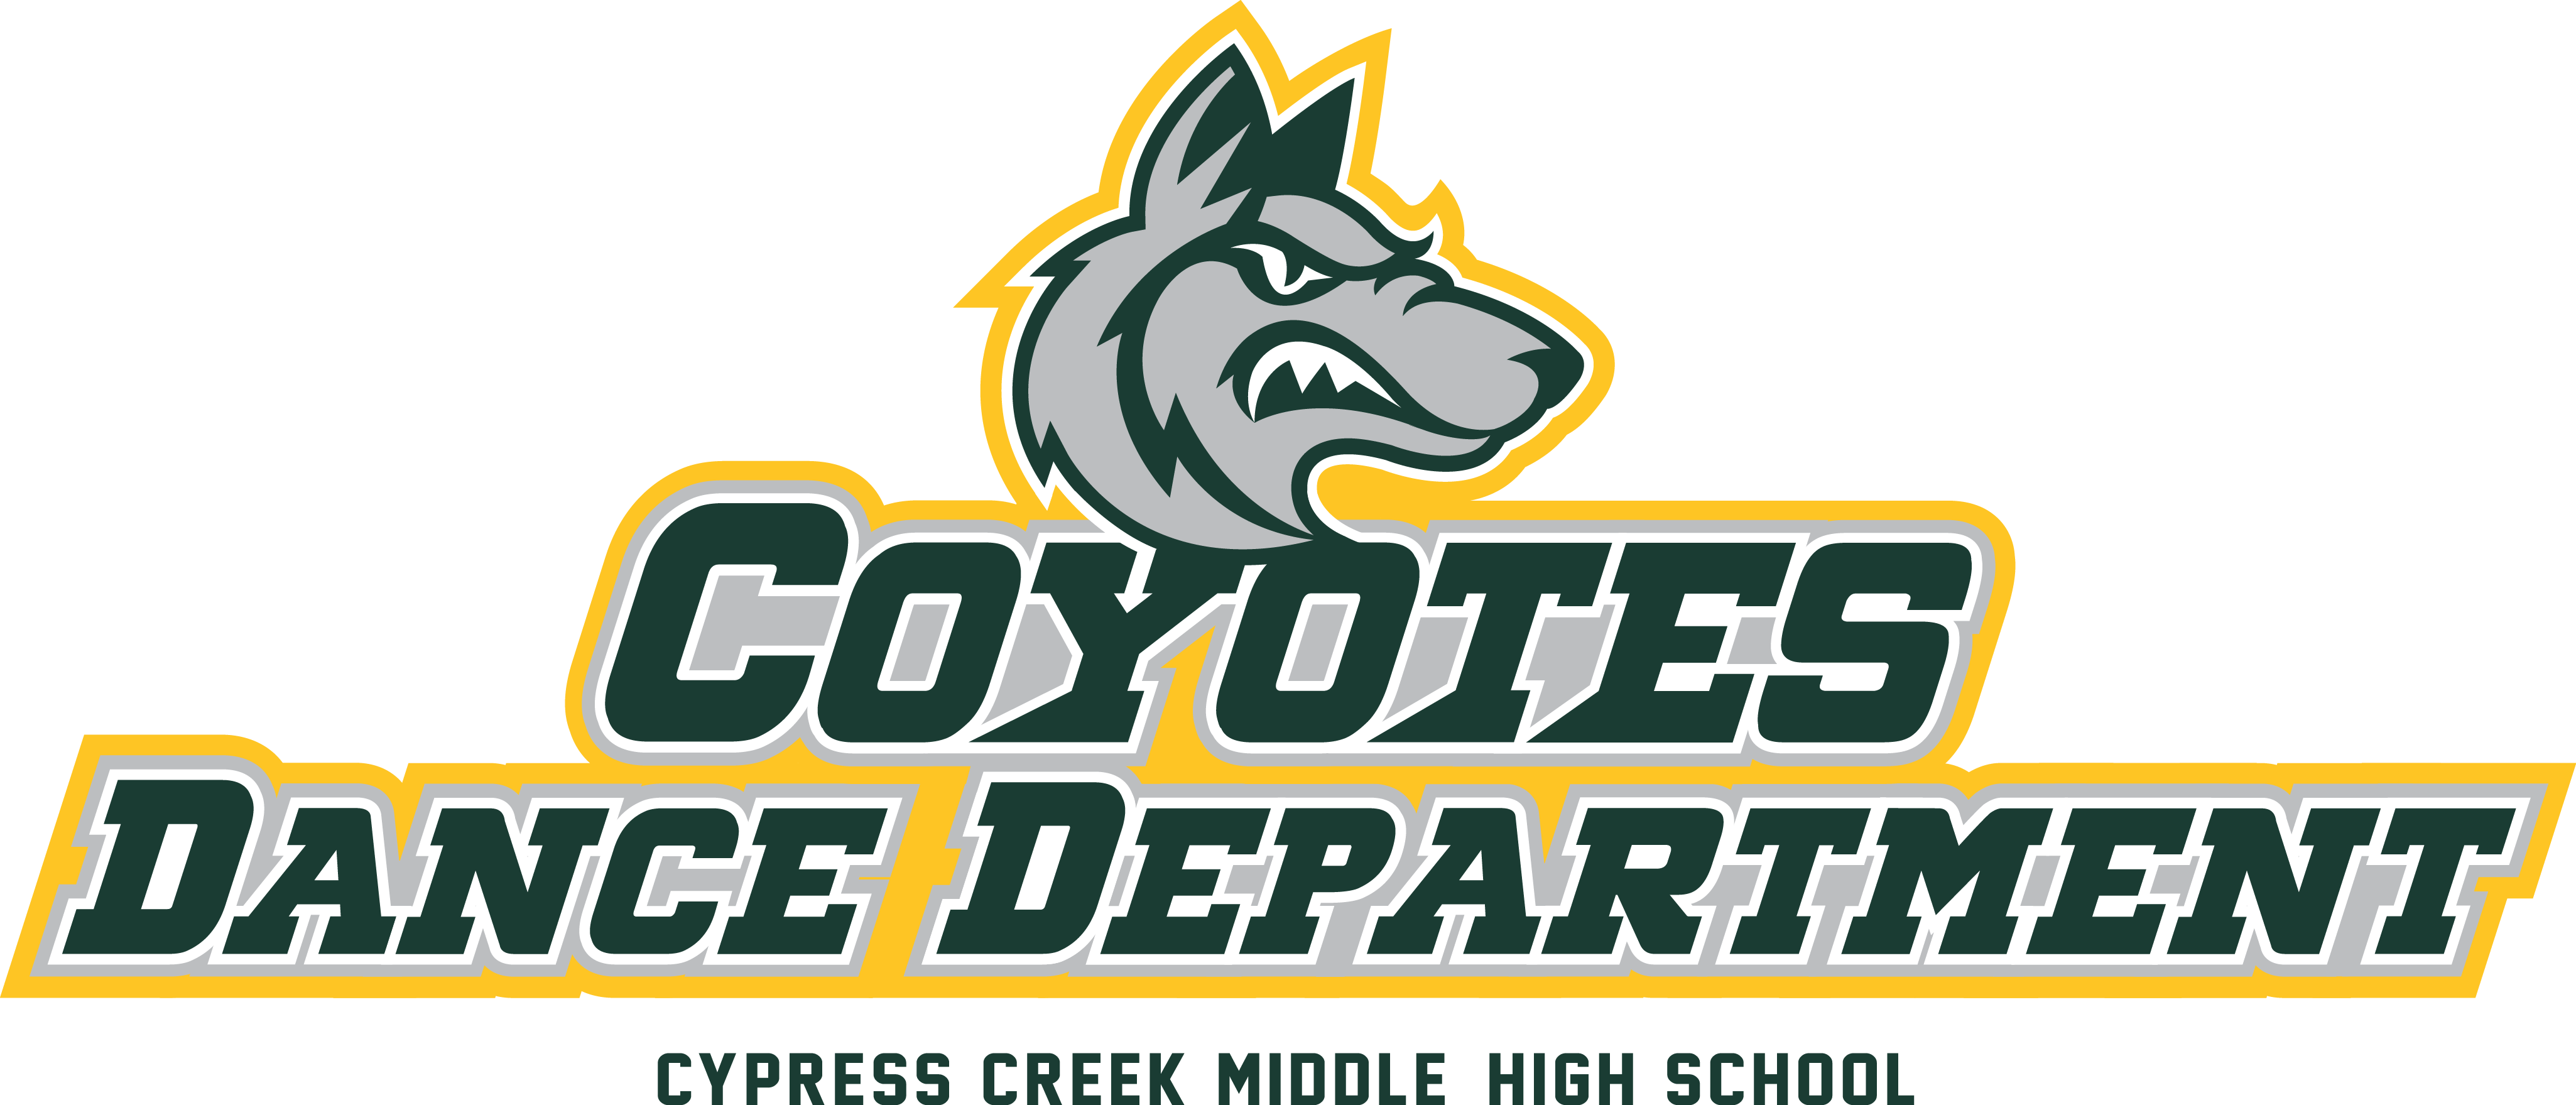 COYOTES
DANCE DEPARTMENT
CYPRESS CREEK MIDDLE HIGH SCHOOL